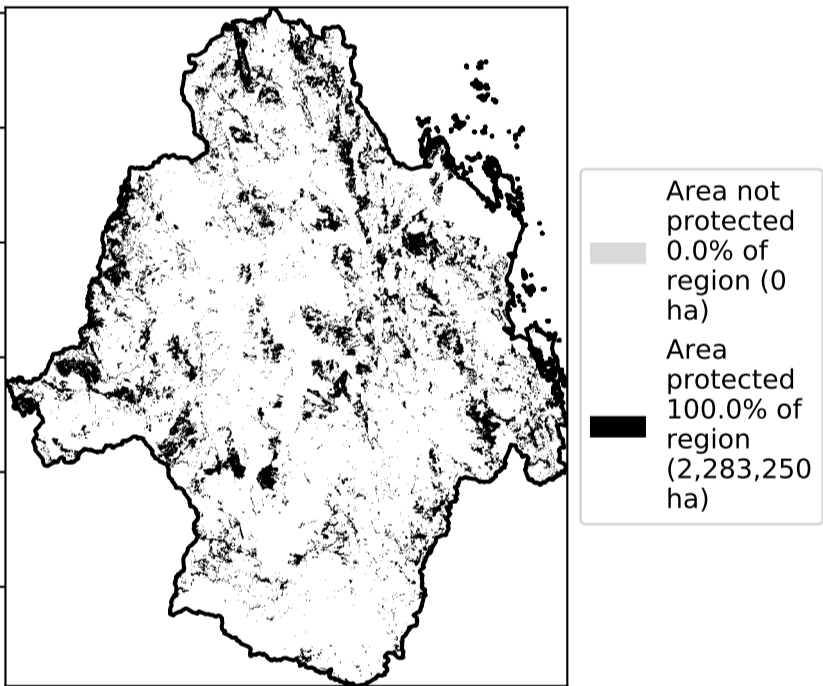 Area not
protected
0.0% of
region (0
ha)
Area
protected
100.0% of
region
(2,283,250
ha)